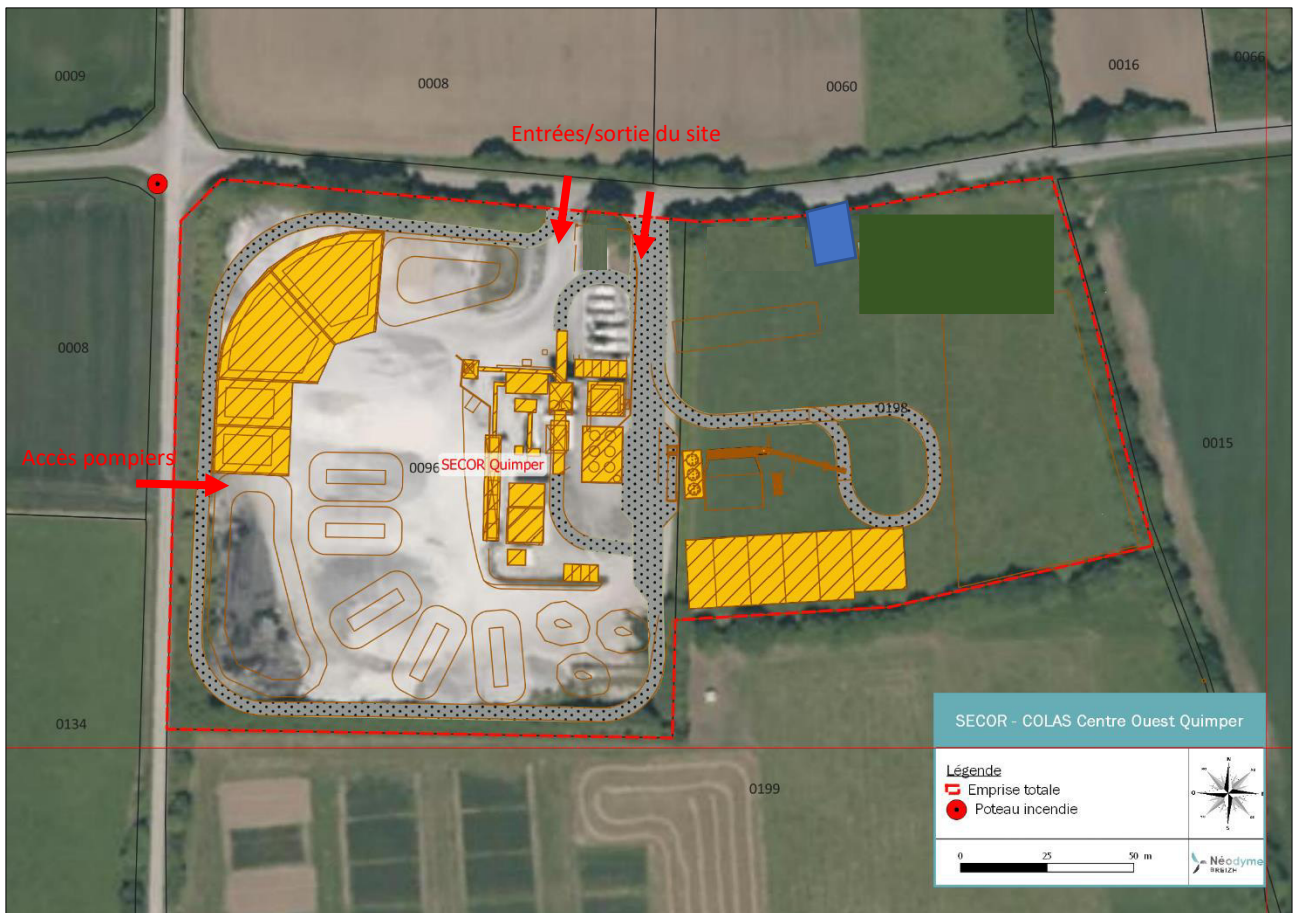 0009
0008
0060
0016
0066
Entrées/sortie du site
0008
0198
0015
Accès pompiers
0096
SECOR Quimper
0134
0199
SECOR - COLAS Centre Ouest Quimper
Légende
Emprise totale
Poteau incendie
N
O
E
S
0 25 50 m
Néodyme
BREIZH